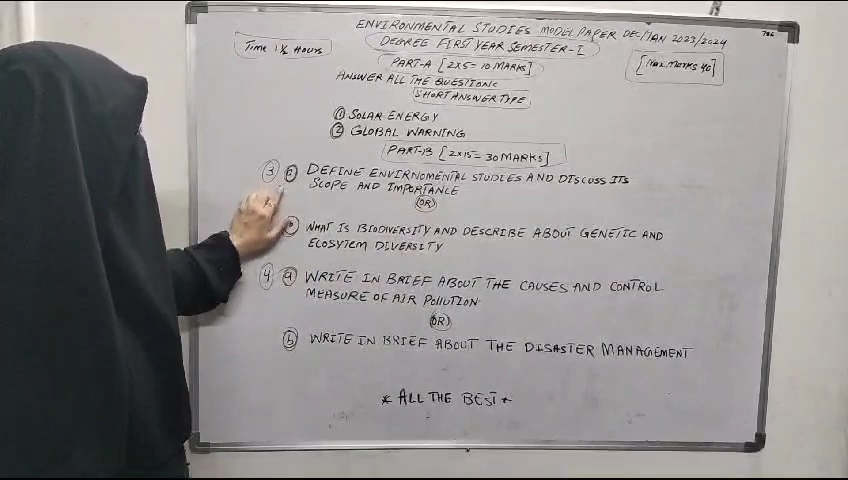 ENVIRONMENTAL STUDIES MODEL PAPER DEC/JAN 2023/2024
786
DEGREE FIRST YEAR SEMESTER-I
Time 1½ HOURS
[Max. Marks 40]
PART-A [2X5=10 MARKS]
ANSWER ALL THE QUESTIONS
SHORT ANSWER TYPE
① SOLAR ENERGY
② GLOBAL WARNING
PART-B [2X15=30 MARKS]
③ ⓐ DEFINE ENVIRNOMENTAL STUDIES AND DISCUSS ITS
SCOPE AND IMPORTANCE
(OR)
WHAT IS BIODIVERSITY AND DESCRIBE ABOUT GENETIC AND
ECOSYTEM DIVERSITY
④ ⓐ WRITE IN BRIEF ABOUT THE CAUSES AND CONTROL
MEASURE OF AIR POLLUTION.
(OR)
ⓑ WRITE IN BRIEF ABOUT THE DISASTER MANAGEMENT
* ALL THE BEST *